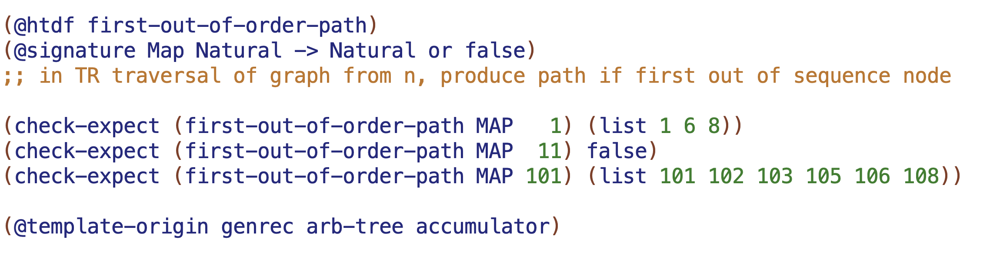 (@htdf first-out-of-order-path)
(@signature Map Natural -> Natural or false)
;; in TR traversal of graph from n, produce path if first out of sequence node
(check-expect (first-out-of-order-path MAP   1) (list 1 6 8))
(check-expect (first-out-of-order-path MAP  11) false)
(check-expect (first-out-of-order-path MAP 101) (list 101 102 103 105 106 108))
(@template-origin genrec arb-tree accumulator)